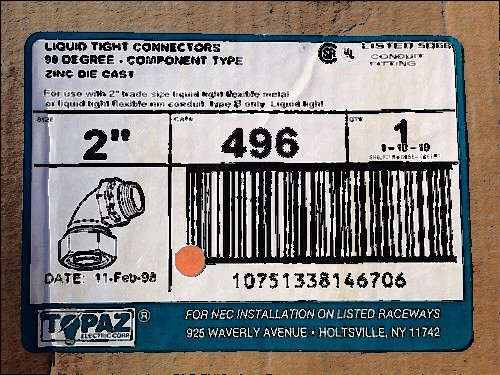 LIQUID TIGHT CONNECTORS
90 DEGREE - COMPONENT TYPE
ZINC DIE CAST
LISTED
CONDUIT
FITTING
For use with 2" trade size liquid tight flexible metal
or liquid tight flexible nm conduit type B only Liquid tight
SIZE
2"
CAT#
496
QTY
1
DATE: 11-Feb-98
10751338146706
TOPAZ ®
ELECTRIC CORP.
FOR NEC INSTALLATION ON LISTED RACEWAYS
925 WAVERLY AVENUE • HOLTSVILLE, NY 11742